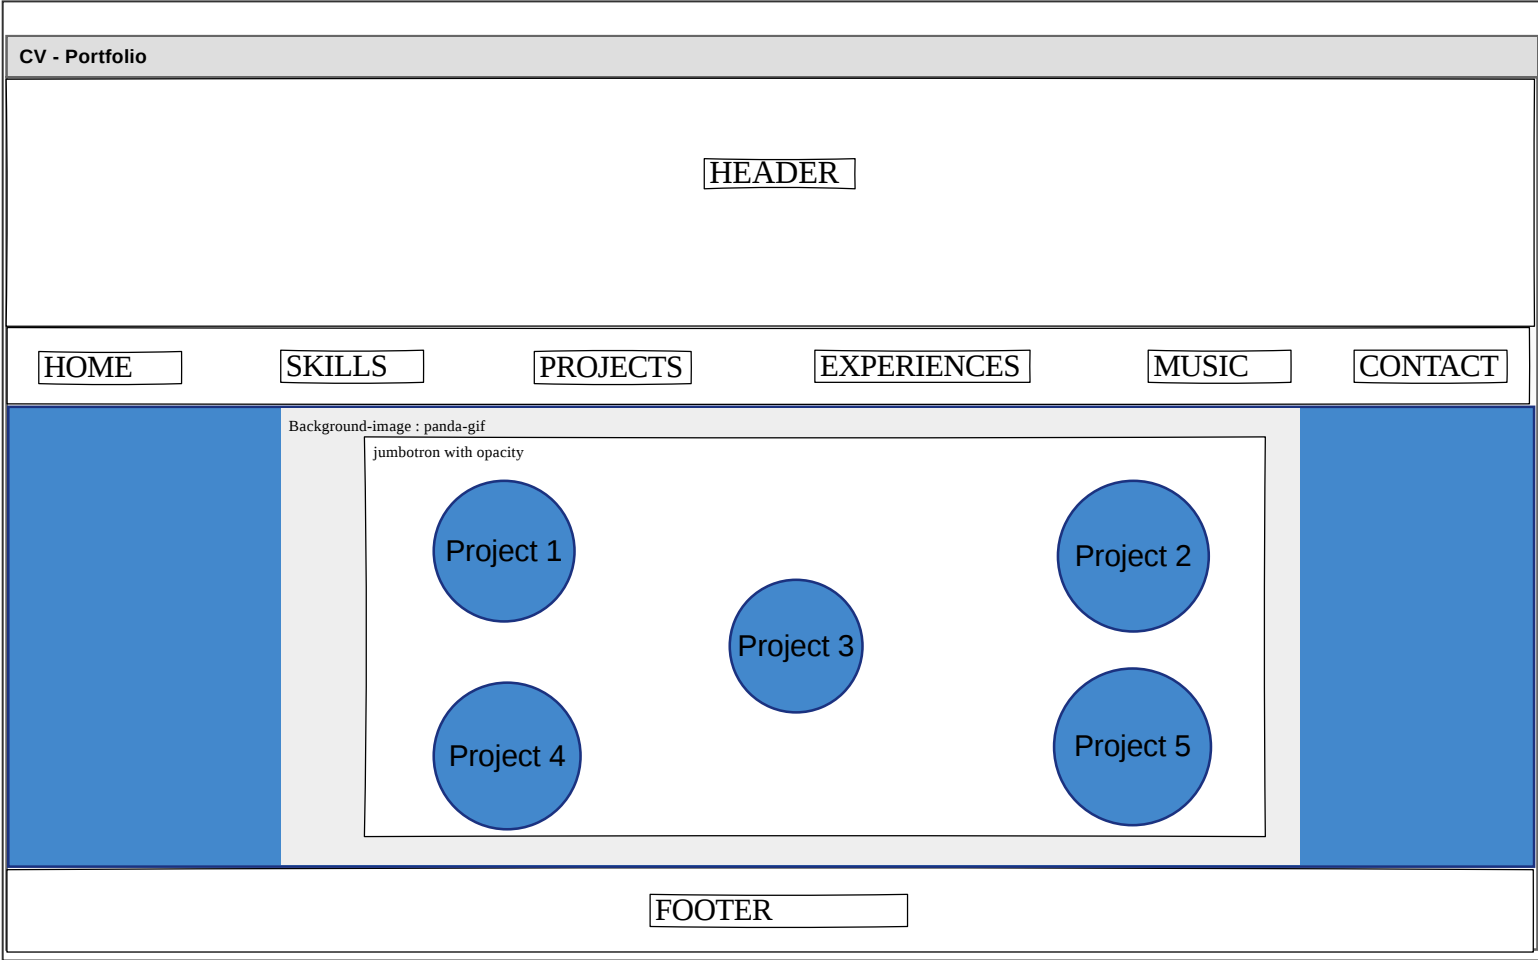 CV - Portfolio
HEADER
HOME
SKILLS
PROJECTS
EXPERIENCES
MUSIC
CONTACT
Background-image : panda-gif
jumbotron with opacity
Project 1
Project 2
Project 3
Project 4
Project 5
FOOTER